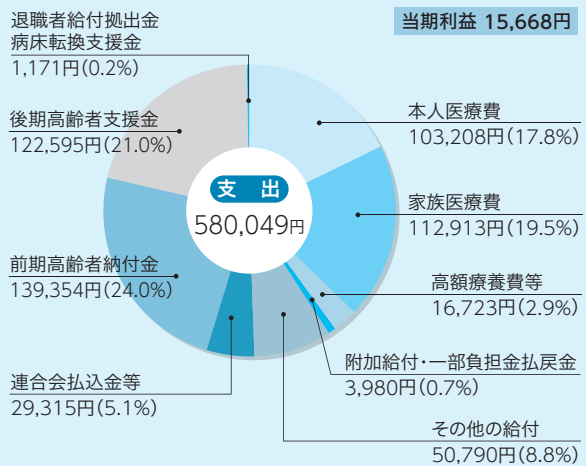 退職者給付拠出金
病床転換支援金
1,171円(0.2%)
当期利益 15,668円
後期高齢者支援金
122,595円(21.0%)
本人医療費
103,208円(17.8%)
支 出
580,049円
家族医療費
112,913円(19.5%)
前期高齢者納付金
139,354円(24.0%)
高額療養費等
16,723円(2.9%)
附加給付・一部負担金払戻金
3,980円(0.7%)
連合会払込金等
29,315円(5.1%)
その他の給付
50,790円(8.8%)